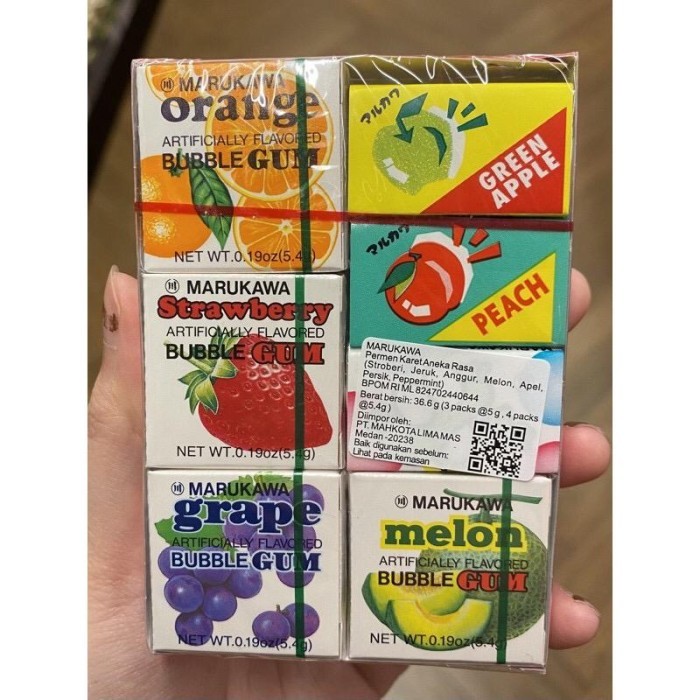 MARUKAWA
orange
ARTIFICIALLY FLAVORED
BUBBLE GUM
NET WT.0.19oz(5.4g)
マルカワ
GREEN
APPLE
MARUKAWA
Strawberry
ARTIFICIALLY FLAVORED
BUBBLE GUM
NET WT.0.19oz(5.4g)
マルカワ
PEACH
MARUKAWA
Permen Karet Aneka Rasa
(Stroberi, Jeruk, Anggur, Melon, Apel,
Persik, Peppermint)
BPOM RI ML 824702440644
Berat bersih: 36.6 g (3 packs @5 g , 4 packs
@5.4g )
Diimpor oleh:
PT. MAHKOTA LIMA MAS
Medan -20238
Baik digunakan sebelum:
Lihat pada kemasan
MARUKAWA
grape
ARTIFICIALLY FLAVORED
BUBBLE GUM
NET WT.0.19oz(5.4g)
MARUKAWA
melon
ARTIFICIALLY FLAVORED
BUBBLE GUM
NET WT.0.19oz(5.4g)